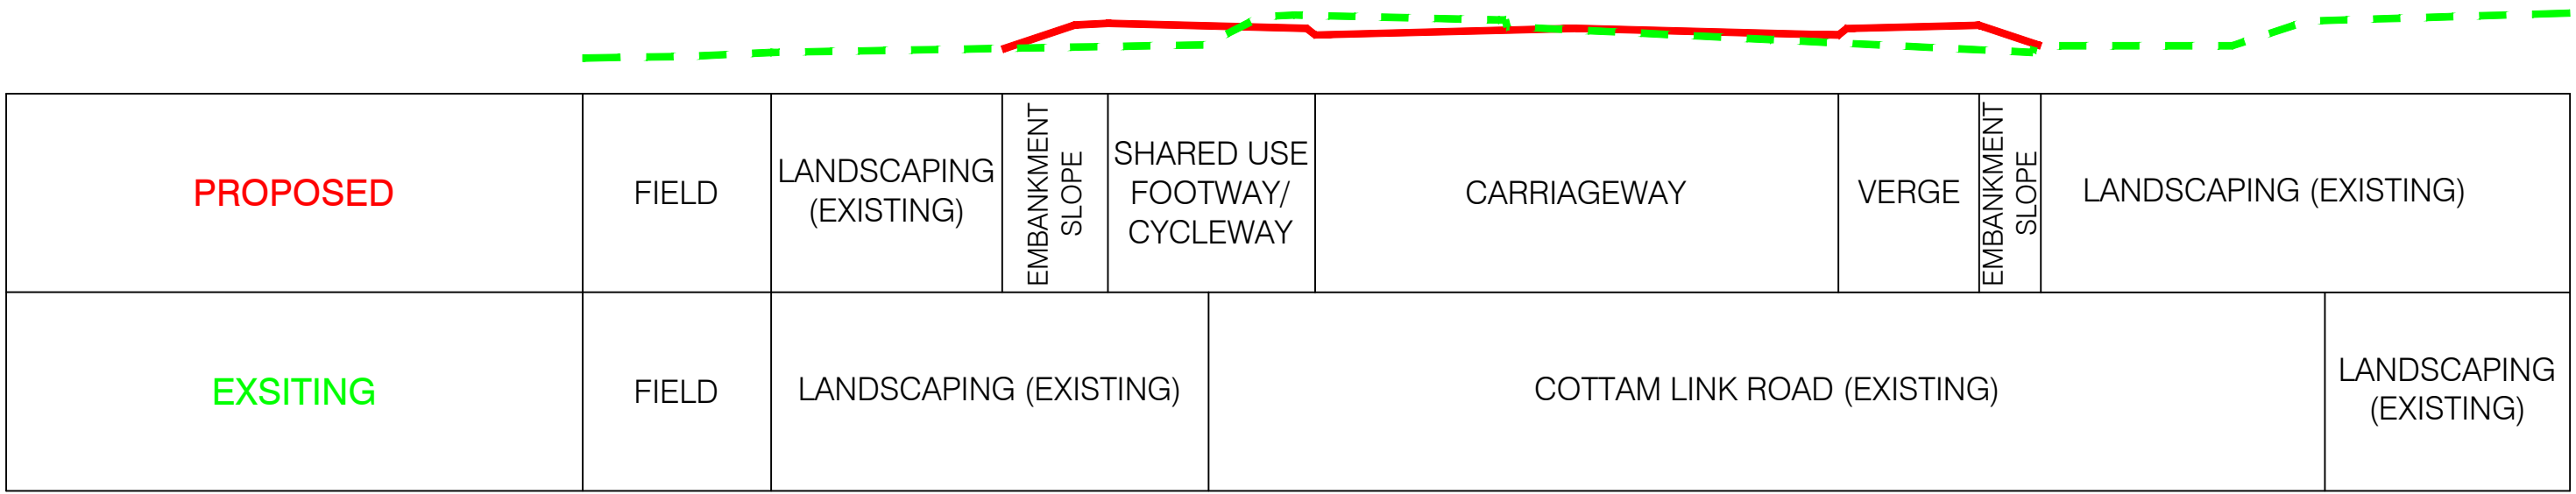 PROPOSED
FIELD
LANDSCAPING
(EXISTING)
EMBANKMENT
SLOPE
SHARED USE
FOOTWAY/
CYCLEWAY
CARRIAGEWAY
VERGE
EMBANKMENT
SLOPE
LANDSCAPING (EXISTING)
EXSITING
FIELD
LANDSCAPING (EXISTING)
COTTAM LINK ROAD (EXISTING)
LANDSCAPING
(EXISTING)